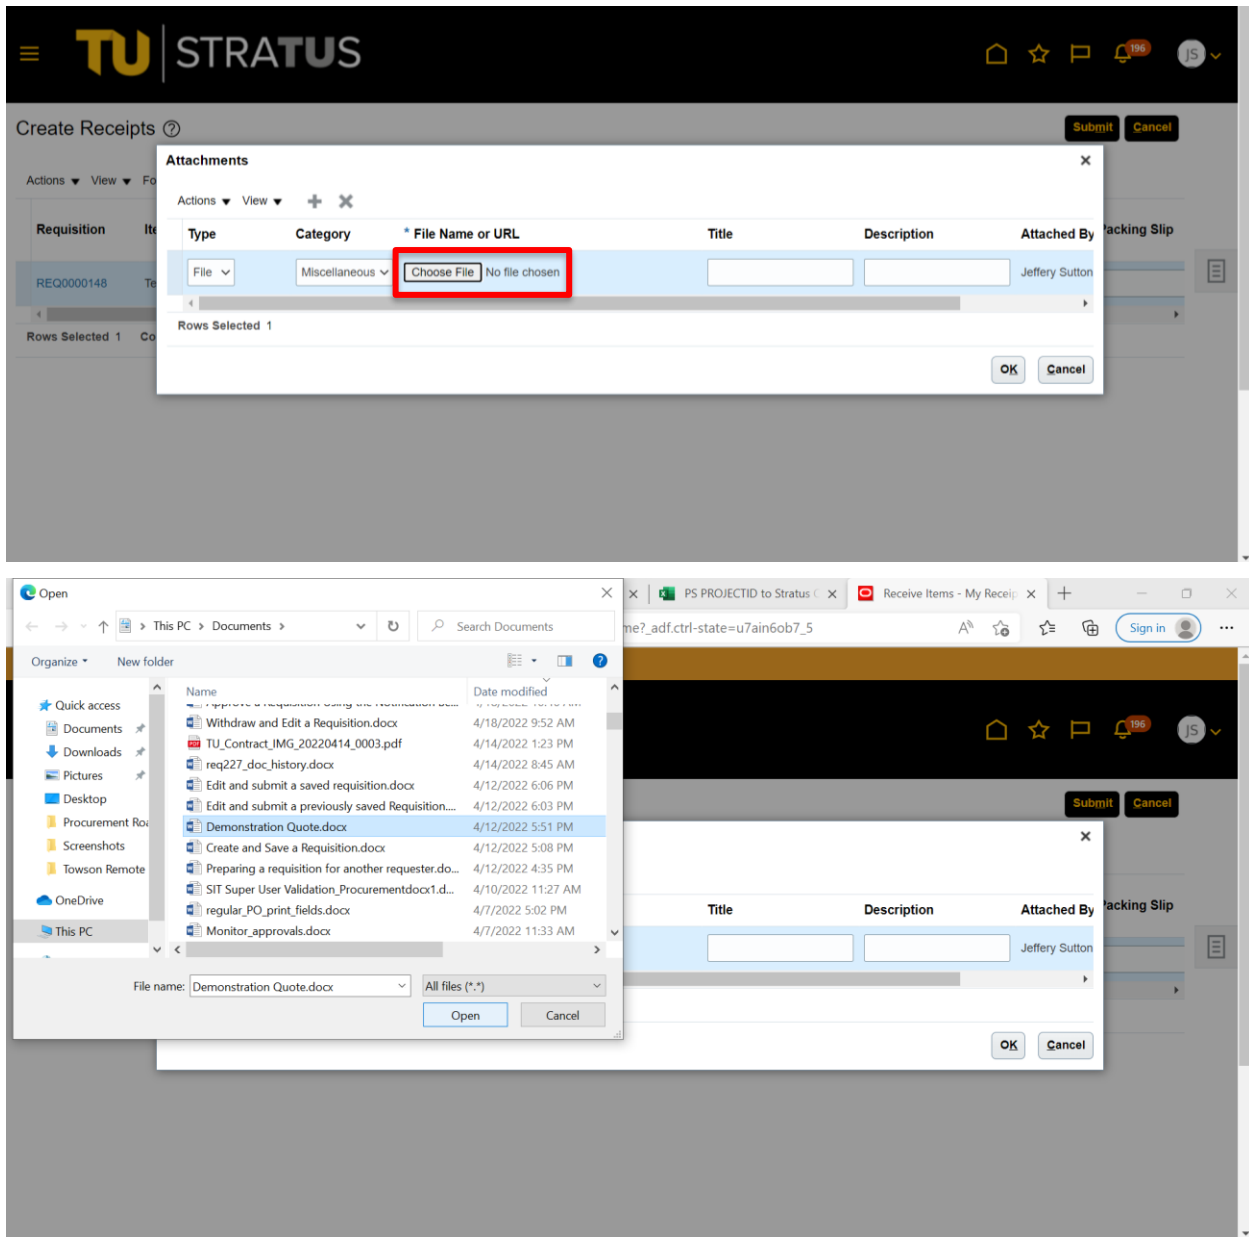 TU STRATUS
196
JS
Create Receipts
Submit Cancel
Attachments
Actions View Fo
Actions View
Requisition Ite
Type Category * File Name or URL Title Description Attached By
acking Slip
File Miscellaneous Choose File No file chosen Jeffery Sutton
REQ0000148 Te
Rows Selected 1
Rows Selected 1 Co
OK Cancel
Open
PS PROJECTID to Stratus
Receive Items - My Receip
This PC > Documents >
Search Documents
me?_adf.ctrl-state=u7ain6ob7_5
Sign in
Organize New folder
Name Date modified
Quick access
Documents
Downloads
Pictures
Desktop
Procurement Roa
Screenshots
Towson Remote
OneDrive
This PC
Withdraw and Edit a Requisition.docx 4/18/2022 9:52 AM
TU_Contract_IMG_20220414_0003.pdf 4/14/2022 1:23 PM
req227_doc_history.docx 4/14/2022 8:45 AM
Edit and submit a saved requisition.docx 4/12/2022 6:06 PM
Edit and submit a previously saved Requisition.... 4/12/2022 6:03 PM
Demonstration Quote.docx 4/12/2022 5:51 PM
Create and Save a Requisition.docx 4/12/2022 5:08 PM
Preparing a requisition for another requester.do... 4/12/2022 4:35 PM
SIT Super User Validation_Procurementdocx1.d... 4/10/2022 11:27 AM
regular_PO_print_fields.docx 4/7/2022 5:02 PM
Monitor_approvals.docx 4/7/2022 11:33 AM
File name: Demonstration Quote.docx All files (*.*)
Open Cancel
196
JS
Submit Cancel
Title Description Attached By
acking Slip
Jeffery Sutton
OK Cancel